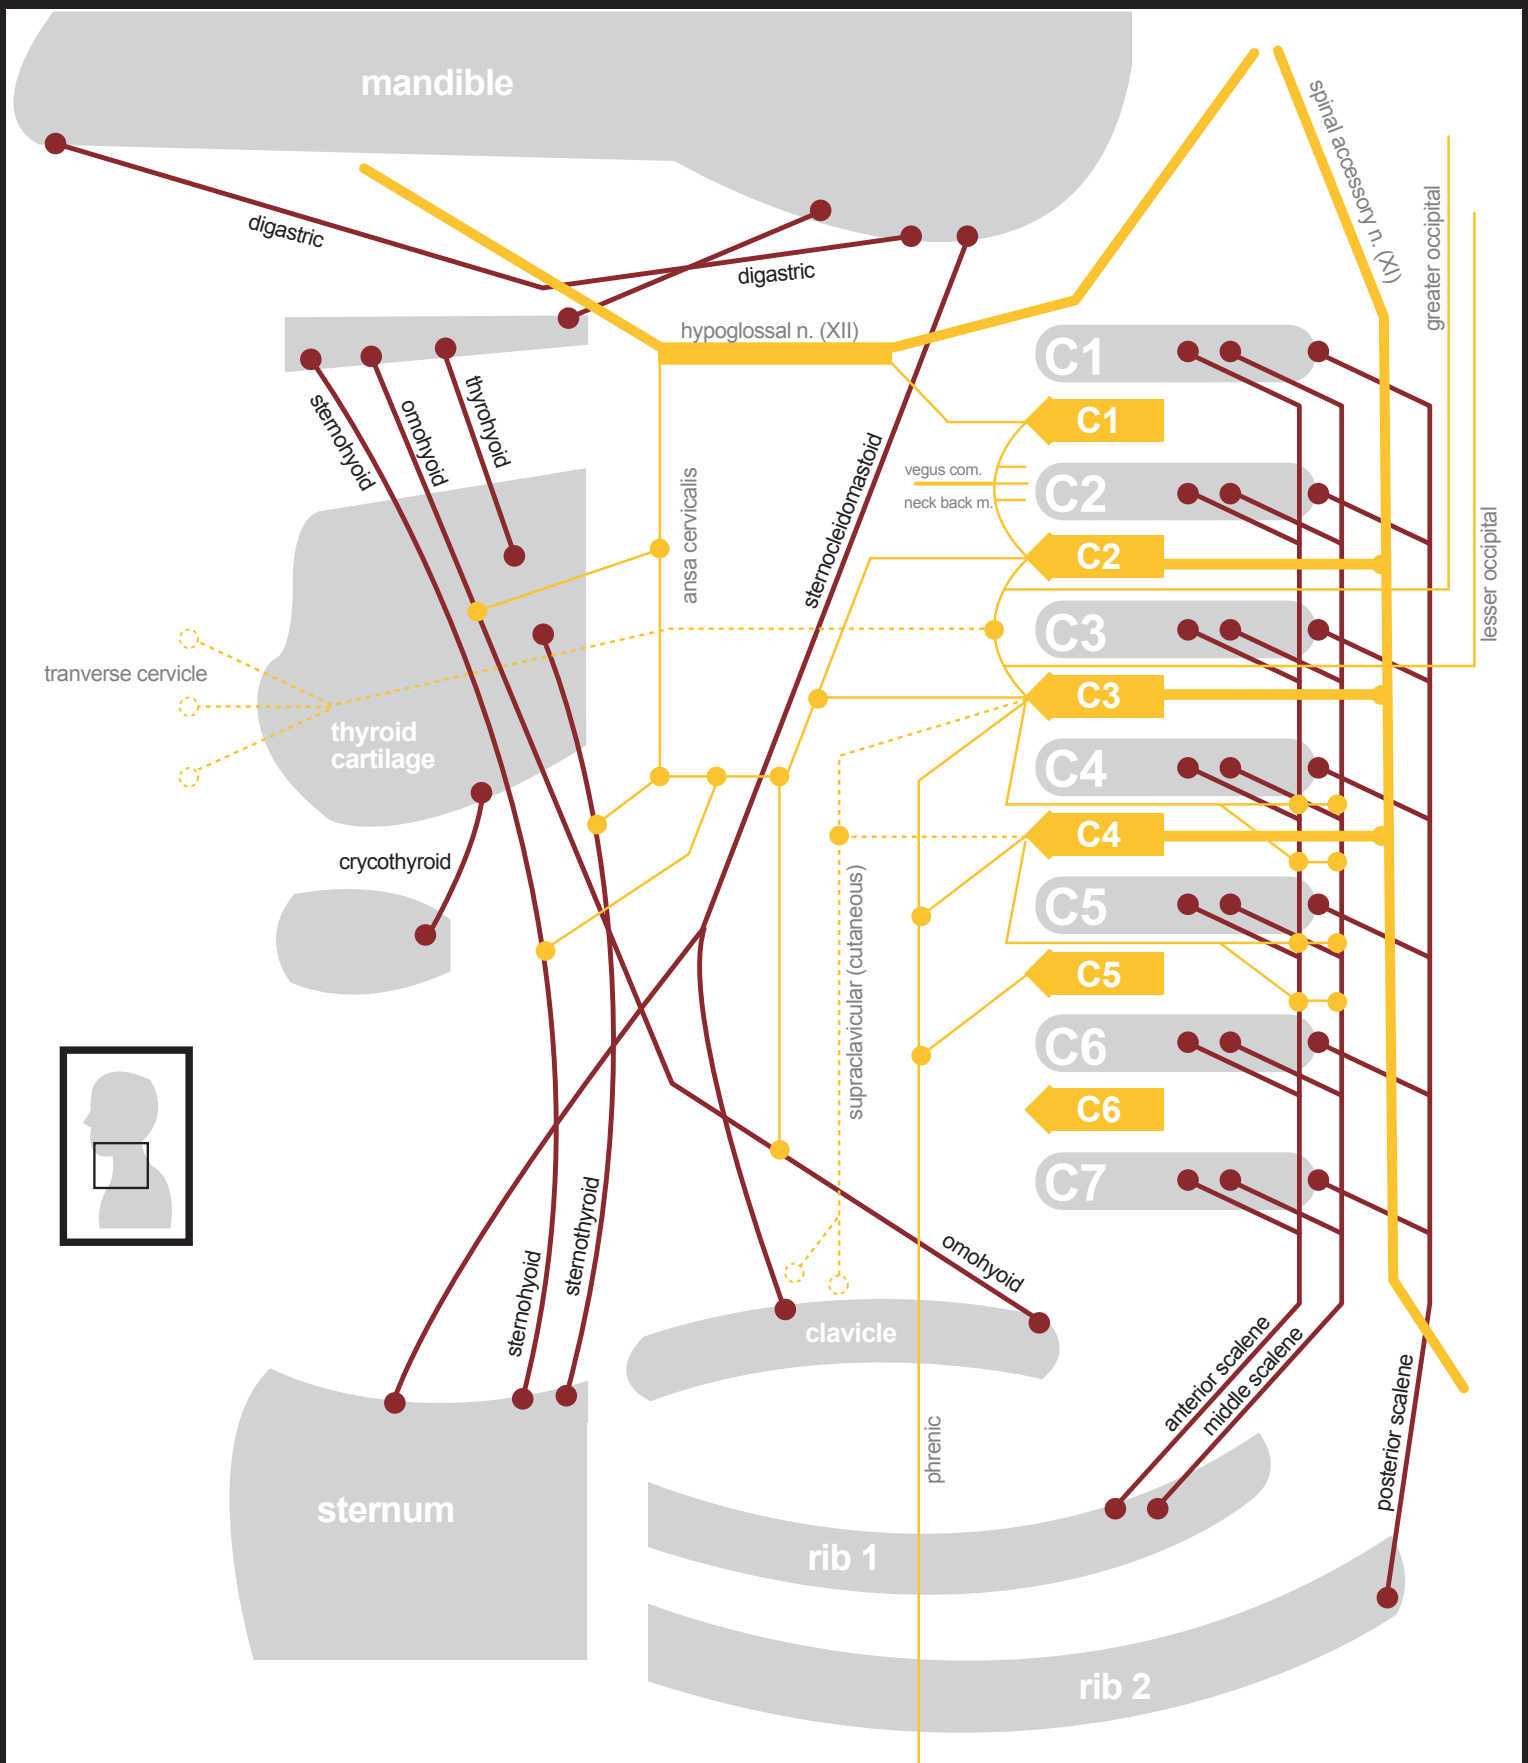 mandible
digastric
digastric
hypoglossal n. (XII)
spinal accessory n. (XI)
greater occipital
lesser occipital
sternohyoid
omohyoid
thyrohyoid
C1
C1
vegus com.
neck back m.
C2
C2
C3
C3
C4
C4
C5
C5
C6
C6
C7
ansa cervicalis
sternocleidomastoid
tranverse cervicle
thyroid
cartilage
crycothyroid
supraclavicular (cutaneous)
sternohyoid
sternothyroid
omohyoid
clavicle
anterior scalene
middle scalene
posterior scalene
phrenic
sternum
rib 1
rib 2